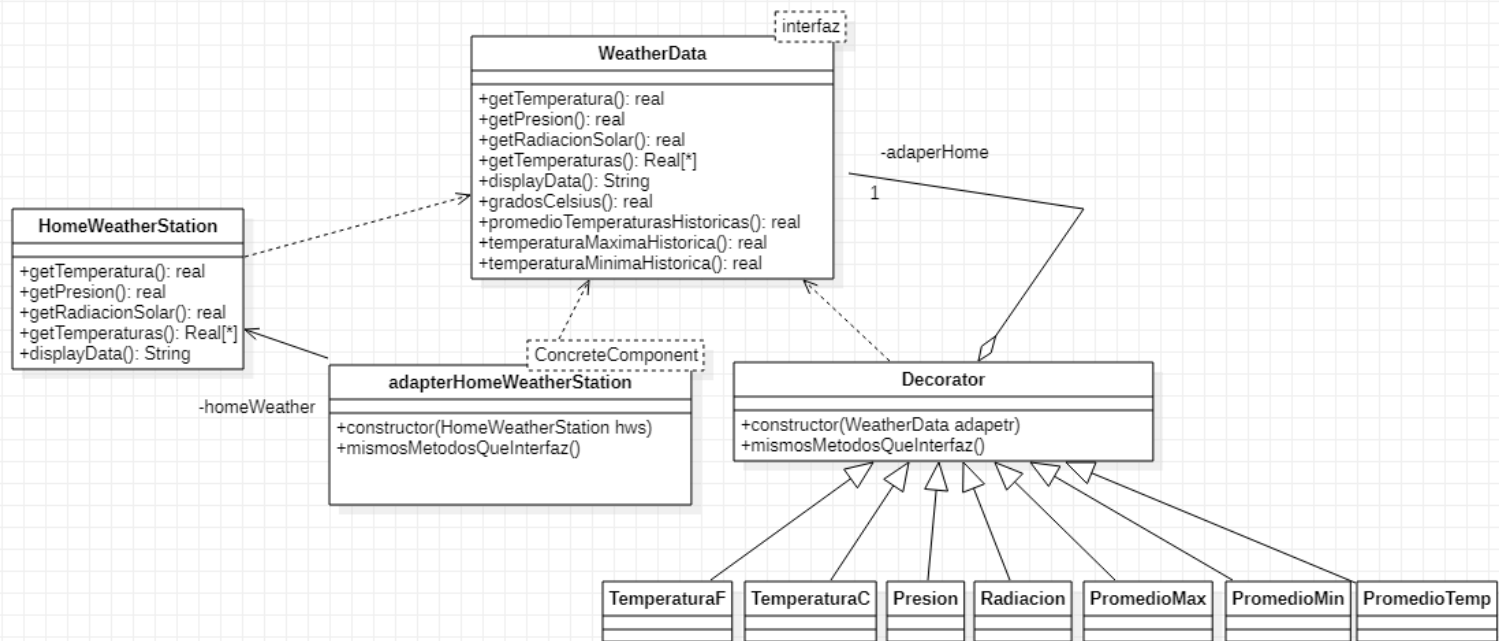 interfaz
WeatherData
+getTemperatura(): real
+getPresion(): real
+getRadiacionSolar(): real
+getTemperaturas(): Real[*]
+displayData(): String
+gradosCelsius(): real
+promedioTemperaturasHistoricas(): real
+temperaturaMaximaHistorica(): real
+temperaturaMinimaHistorica(): real
-adaperHome
1
HomeWeatherStation
+getTemperatura(): real
+getPresion(): real
+getRadiacionSolar(): real
+getTemperaturas(): Real[*]
+displayData(): String
-homeWeather
ConcreteComponent
adapterHomeWeatherStation
+constructor(HomeWeatherStation hws)
+mismosMetodosQueInterfaz()
Decorator
+constructor(WeatherData adapetr)
+mismosMetodosQueInterfaz()
TemperaturaF
TemperaturaC
Presion
Radiacion
PromedioMax
PromedioMin
PromedioTemp